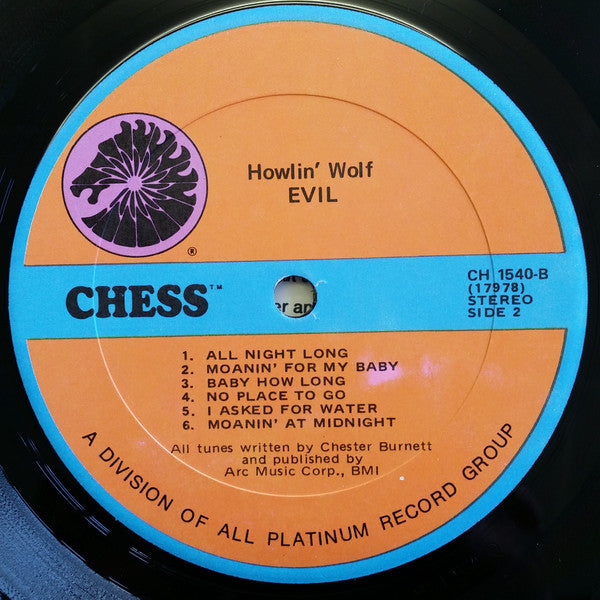 Howlin' Wolf
EVIL
®
CHESS™
CH 1540-B
(17978)
STEREO
SIDE 2
er an
1. ALL NIGHT LONG
2. MOANIN' FOR MY BABY
3. BABY HOW LONG
4. NO PLACE TO GO
5. I ASKED FOR WATER
6. MOANIN' AT MIDNIGHT
All tunes written by Chester Burnett
and published by
Arc Music Corp., BMI
A DIVISION OF ALL PLATINUM RECORD GROUP